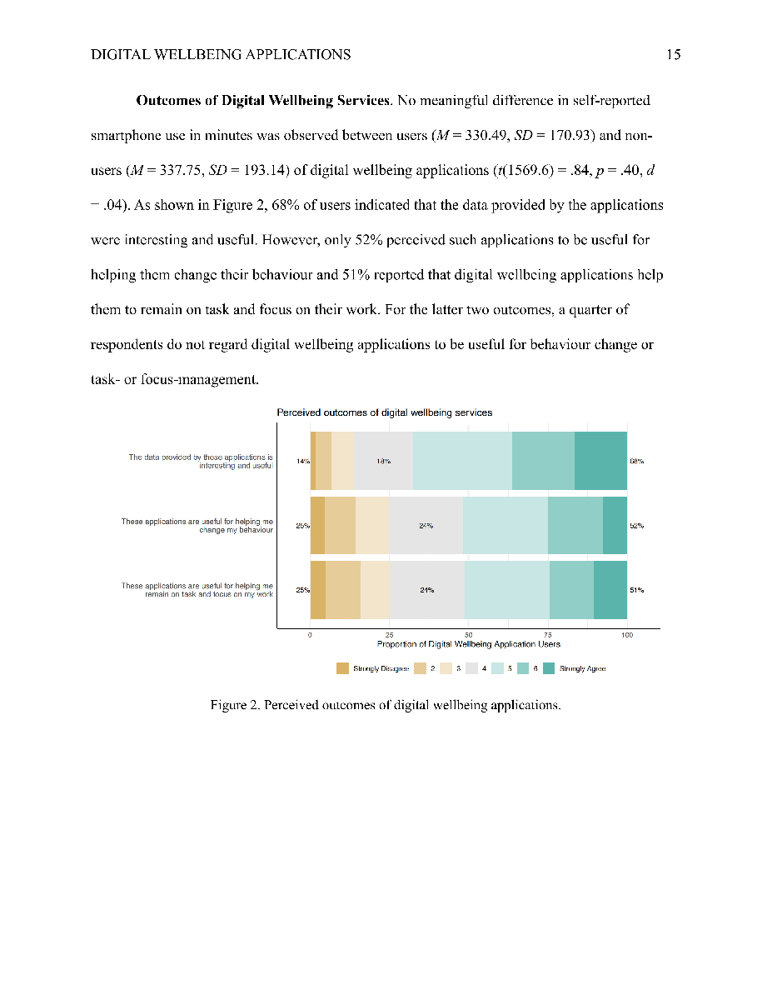 DIGITAL WELLBEING APPLICATIONS 15
Outcomes of Digital Wellbeing Services. No meaningful difference in self-reported
smartphone use in minutes was observed between users (M = 330.49, SD = 170.93) and non-
users (M = 337.75, SD = 193.14) of digital wellbeing applications (t(1569.6) = .84, p = .40, d
= .04). As shown in Figure 2, 68% of users indicated that the data provided by the applications
were interesting and useful. However, only 52% perceived such applications to be useful for
helping them change their behaviour and 51% reported that digital wellbeing applications help
them to remain on task and focus on their work. For the latter two outcomes, a quarter of
respondents do not regard digital wellbeing applications to be useful for behaviour change or
task- or focus-management.
Perceived outcomes of digital wellbeing services
The data provided by these applications is
interesting and useful
14% 18% 68%
These applications are useful for helping me
change my behaviour
25% 24% 52%
These applications are useful for helping me
remain on task and focus on my work
25% 24% 51%
0 25 50 75 100
Proportion of Digital Wellbeing Application Users
Strongly Disagree 2 3 4 5 6 Strongly Agree
Figure 2. Perceived outcomes of digital wellbeing applications.